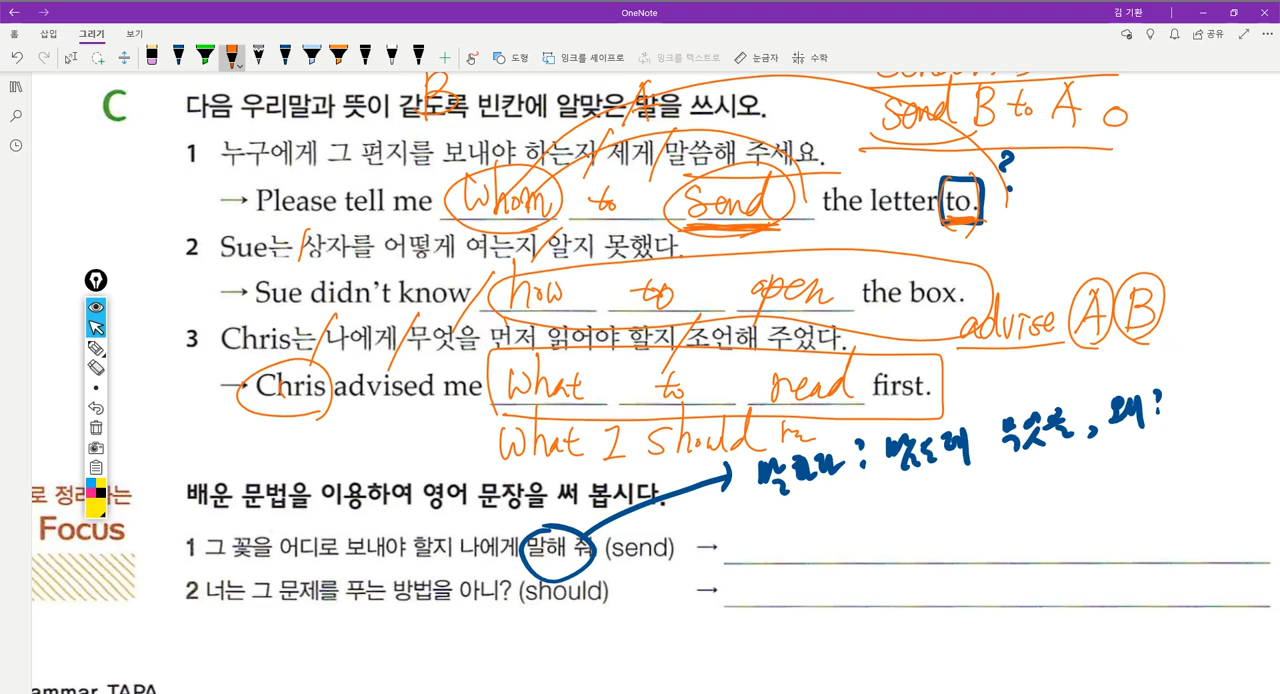 OneNote
김 기환
홈 삽입 그리기 보기
공유
도형 잉크를 셰이프로 잉크를 텍스트로 눈금자 수학
B A
send B to A O
C 다음 우리말과 뜻이 같도록 빈칸에 알맞은 말을 쓰시오.
1 누구에게 그 편지를 보내야 하는지 제게 말씀해 주세요.
?
→ Please tell me whom to send the letter to.
2 Sue는 상자를 어떻게 여는지 알지 못했다.
→ Sue didn't know how to open the box.
advise A B
3 Chris는 나에게 무엇을 먼저 읽어야 할지 조언해 주었다.
→ Chris advised me what to read first.
what I should
말해라 : 누구에게 무엇을, 왜?
로 정리하는
Focus
배운 문법을 이용하여 영어 문장을 써 봅시다.
1 그 꽃을 어디로 보내야 할지 나에게 말해 줘. (send) →
2 너는 그 문제를 푸는 방법을 아니? (should) →
ammar TAPA